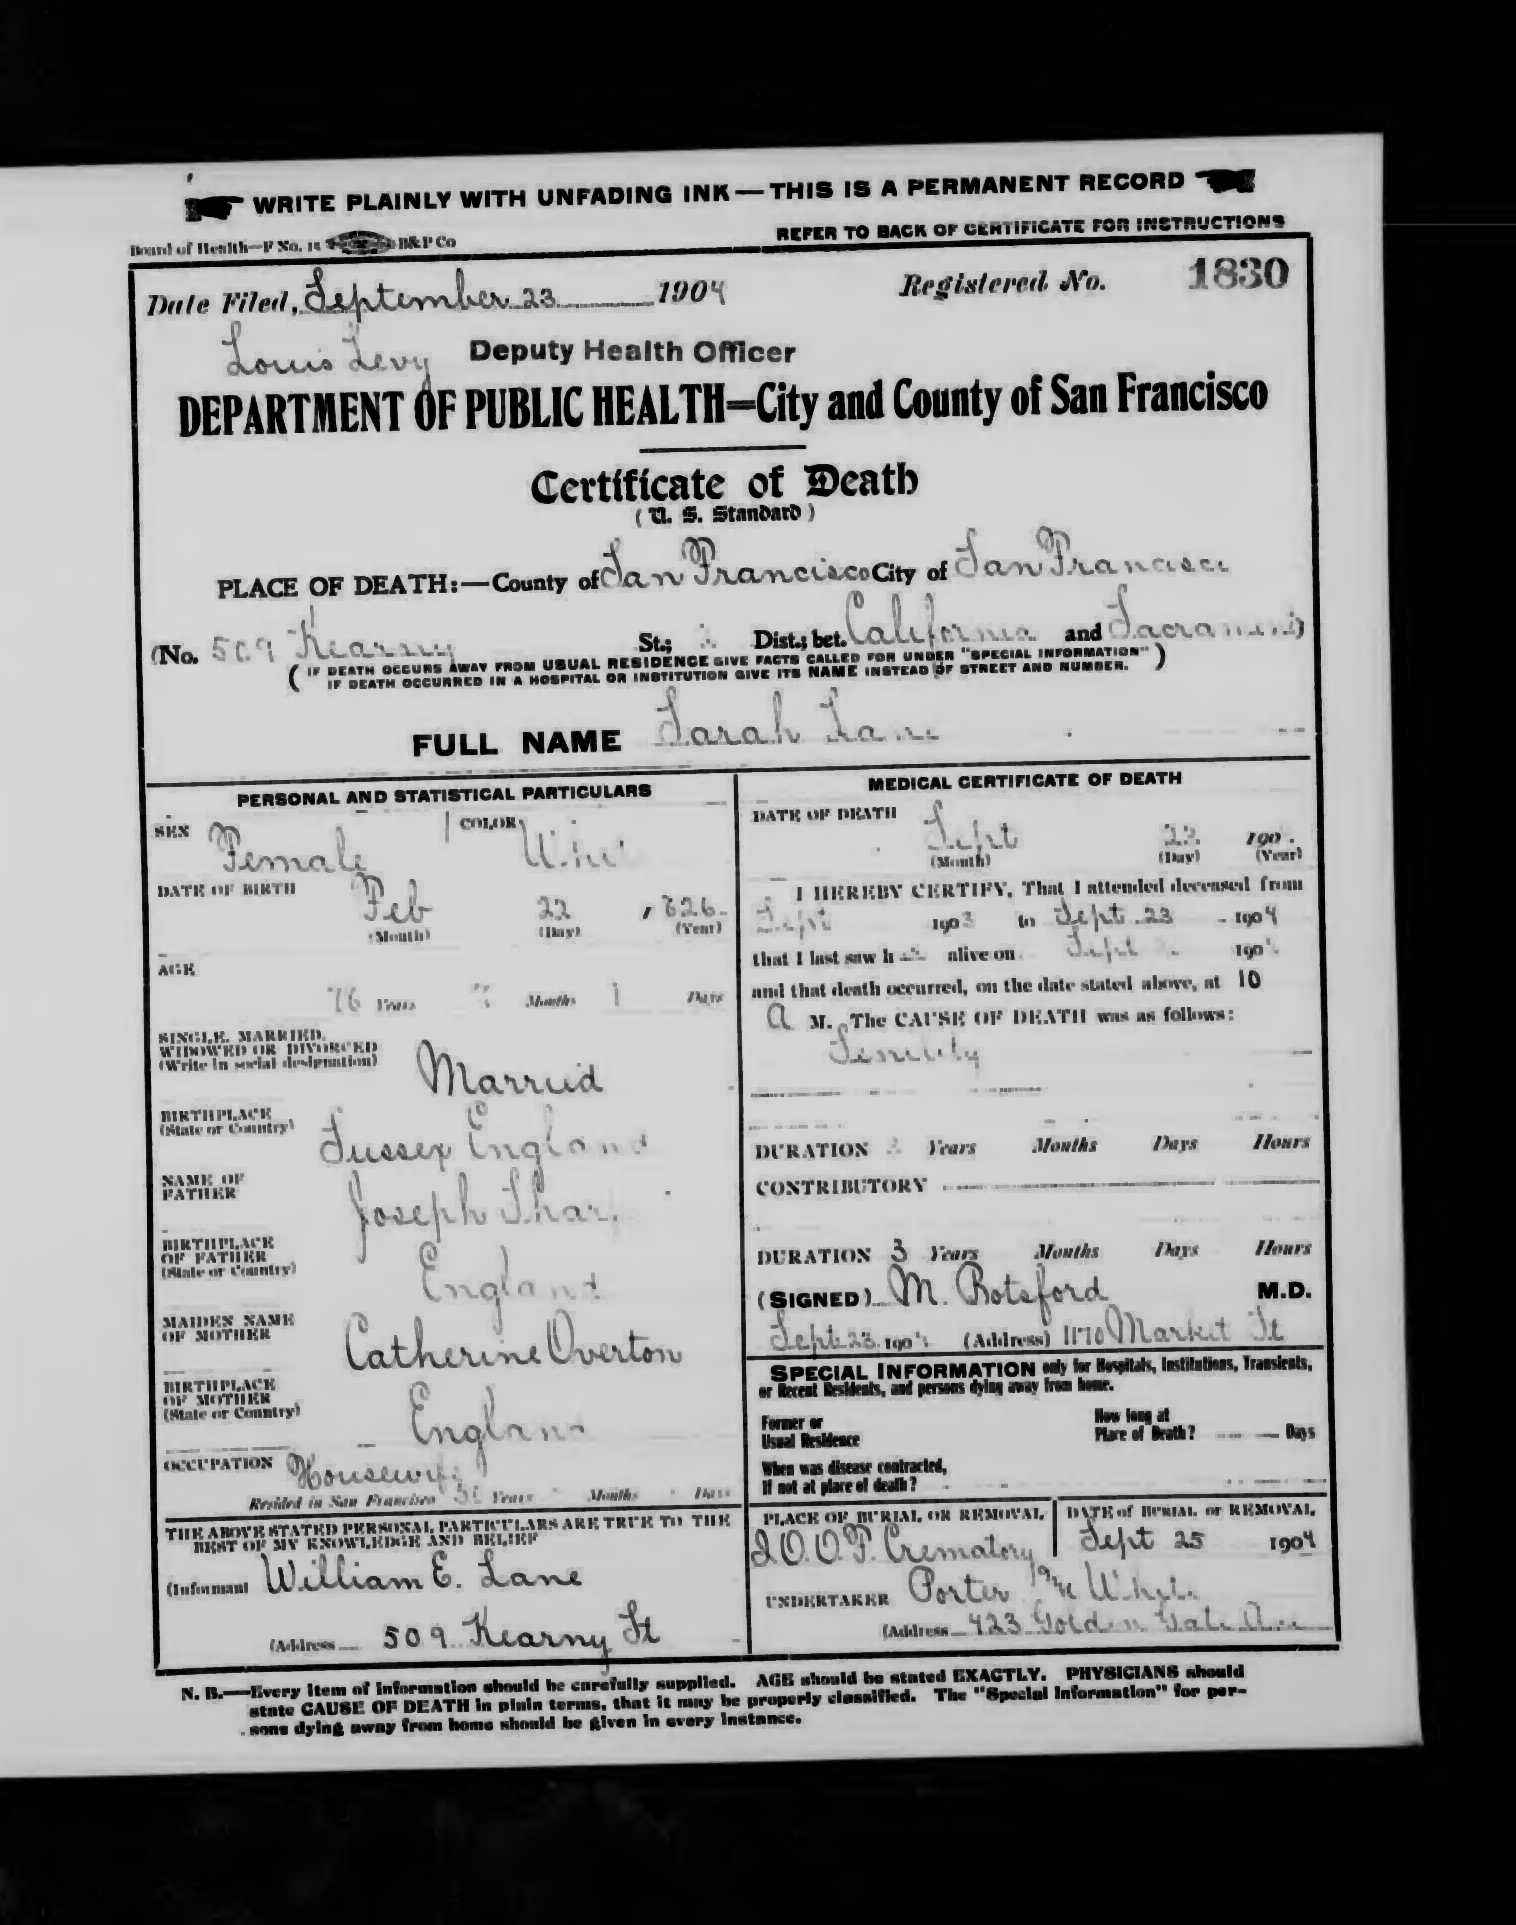 WRITE PLAINLY WITH UNFADING INK — THIS IS A PERMANENT RECORD
Board of Health—F No. 15 B&P Co
REFER TO BACK OF CERTIFICATE FOR INSTRUCTIONS
Date Filed, September 23 1904 Registered No. 1830
Louis Levy Deputy Health Officer
DEPARTMENT OF PUBLIC HEALTH—City and County of San Francisco
Certificate of Death
(U. S. Standard)
PLACE OF DEATH:—County of San Francisco City of San Francisco
(No. 509 Kearny St.; Dist.; bet. California and Sacramento)
(IF DEATH OCCURS AWAY FROM USUAL RESIDENCE GIVE FACTS CALLED FOR UNDER "SPECIAL INFORMATION"
IF DEATH OCCURRED IN A HOSPITAL OR INSTITUTION GIVE ITS NAME INSTEAD OF STREET AND NUMBER.)
FULL NAME Sarah Lane
PERSONAL AND STATISTICAL PARTICULARS
SEX Female COLOR White
DATE OF BIRTH Feb 22, 826
(Month) (Day) (Year)
AGE
76 Years Months 1 Days
SINGLE, MARRIED,
WIDOWED OR DIVORCED
(Write in social designation) Married
BIRTHPLACE
(State or Country) Sussex England
NAME OF
FATHER Joseph Sharp
BIRTHPLACE
OF FATHER
(State or Country) England
MAIDEN NAME
OF MOTHER Catherine Overton
BIRTHPLACE
OF MOTHER
(State or Country) England
OCCUPATION Housewife
Resided in San Francisco Years Months Days
THE ABOVE STATED PERSONAL PARTICULARS ARE TRUE TO THE
BEST OF MY KNOWLEDGE AND BELIEF
(Informant William E. Lane
(Address 509 Kearny St
MEDICAL CERTIFICATE OF DEATH
DATE OF DEATH
Sept 23 190
(Month) (Day) (Year)
I HEREBY CERTIFY, That I attended deceased from
Sept 1903 to Sept 23 1904
that I last saw h alive on Sept 190
and that death occurred, on the date stated above, at 10
A M. The CAUSE OF DEATH was as follows:
Senility
DURATION Years Months Days Hours
CONTRIBUTORY
DURATION 3 Years Months Days Hours
(SIGNED) M. Botsford M.D.
Sept 23 190 (Address) 1170 Market St
SPECIAL INFORMATION only for Hospitals, Institutions, Transients,
or Recent Residents, and persons dying away from home.
Former or
Usual Residence
How long at
Place of Death? Days
When was disease contracted,
If not at place of death?
PLACE OF BURIAL OR REMOVAL
I.O.O.F. Crematory
DATE of BURIAL or REMOVAL
Sept 25 1904
UNDERTAKER Porter and White
(Address 423 Golden Gate Ave
N. B.—Every item of information should be carefully supplied. AGE should be stated EXACTLY. PHYSICIANS should
state CAUSE OF DEATH in plain terms, that it may be properly classified. The "Special Information" for per-
sons dying away from home should be given in every instance.